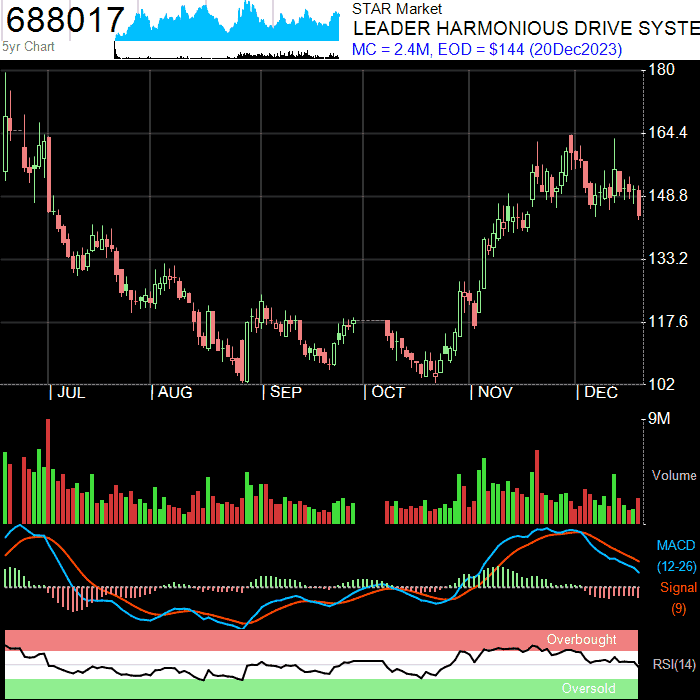 688017
5yr Chart
STAR Market
LEADER HARMONIOUS DRIVE SYSTE
MC = 2.4M, EOD = $144 (20Dec2023)
180
164.4
148.8
133.2
117.6
102
JUL AUG SEP OCT NOV DEC
9M
Volume
MACD
(12-26)
Signal
(9)
Overbought
RSI(14)
Oversold